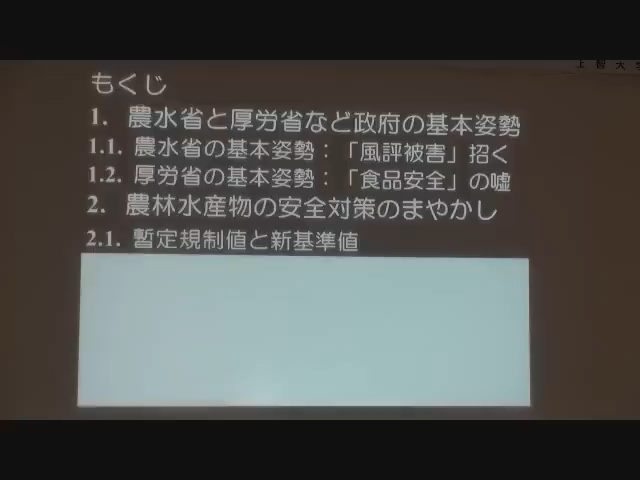 上智大
もくじ
1. 農水省と厚労省など政府の基本姿勢
1.1. 農水省の基本姿勢：「風評被害」招く
1.2. 厚労省の基本姿勢：「食品安全」の嘘
2. 農林水産物の安全対策のまやかし
2.1. 暫定規制値と新基準値